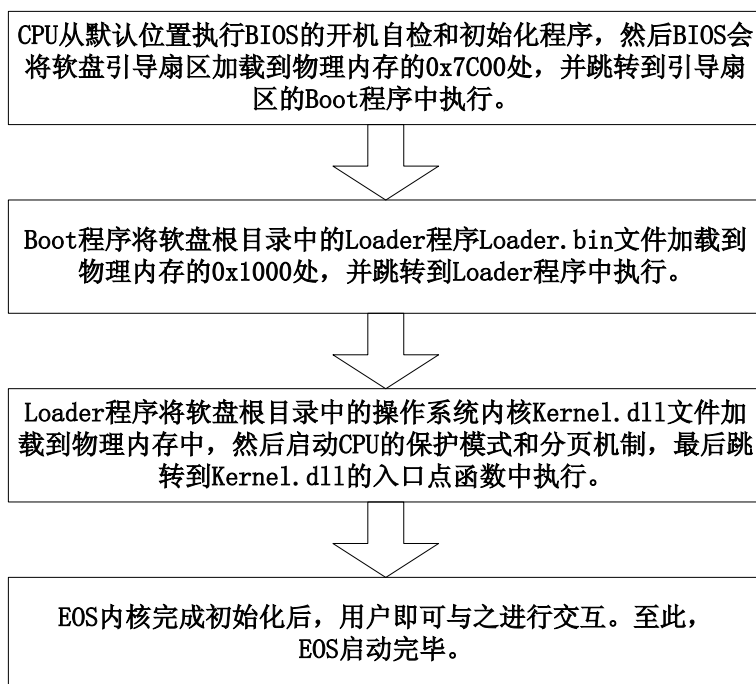 CPU从默认位置执行BIOS的开机自检和初始化程序，然后BIOS会
将软盘引导扇区加载到物理内存的0x7C00处，并跳转到引导扇
区的Boot程序中执行。
Boot程序将软盘根目录中的Loader程序Loader.bin文件加载到
物理内存的0x1000处，并跳转到Loader程序中执行。
Loader程序将软盘根目录中的操作系统内核Kernel.dll文件加
载到物理内存中，然后启动CPU的保护模式和分页机制，最后跳
转到Kernel.dll的入口点函数中执行。
EOS内核完成初始化后，用户即可与之进行交互。至此，
EOS启动完毕。